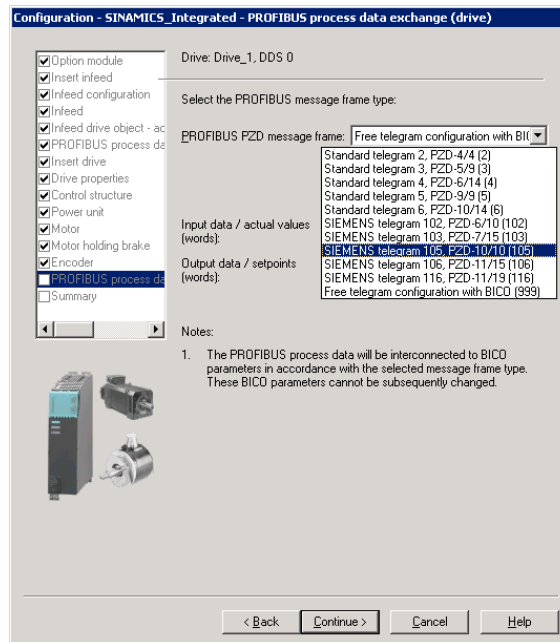 Configuration - SINAMICS_Integrated - PROFIBUS process data exchange (drive)
Option module
Insert infeed
Infeed configuration
Infeed
Infeed drive object - ac
PROFIBUS process da
Insert drive
Drive properties
Control structure
Power unit
Motor
Motor holding brake
Encoder
PROFIBUS process da
Summary
Drive: Drive_1, DDS 0
Select the PROFIBUS message frame type:
PROFIBUS PZD message frame:
Free telegram configuration with BI(
Standard telegram 2, PZD-4/4 (2)
Standard telegram 3, PZD-5/9 (3)
Standard telegram 4, PZD-6/14 (4)
Standard telegram 5, PZD-9/9 (5)
Standard telegram 6, PZD-10/14 (6)
SIEMENS telegram 102, PZD-6/10 (102)
SIEMENS telegram 103, PZD-7/15 (103)
SIEMENS telegram 105, PZD-10/10 (105)
SIEMENS telegram 106, PZD-11/15 (106)
SIEMENS telegram 116, PZD-11/19 (116)
Free telegram configuration with BICO (999)
Input data / actual values
(words):
Output data / setpoints
(words):
Notes:
1. The PROFIBUS process data will be interconnected to BICO
parameters in accordance with the selected message frame type.
These BICO parameters cannot be subsequently changed.
< Back
Continue >
Cancel
Help